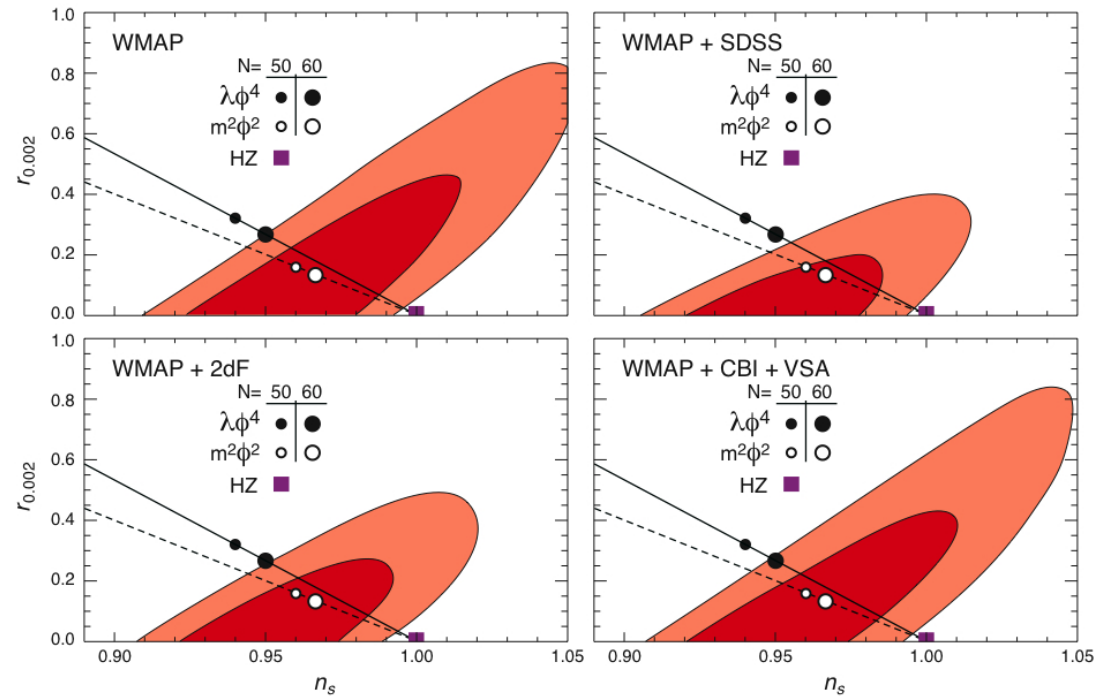 1.0
0.8
0.6
0.4
0.2
0.0
r0.002
WMAP
N= 50 60
λϕ⁴
m²ϕ²
HZ
WMAP + SDSS
N= 50 60
λϕ⁴
m²ϕ²
HZ
1.0
0.8
0.6
0.4
0.2
0.0
r0.002
WMAP + 2dF
N= 50 60
λϕ⁴
m²ϕ²
HZ
0.90 0.95 1.00 1.05
ns
WMAP + CBI + VSA
N= 50 60
λϕ⁴
m²ϕ²
HZ
0.90 0.95 1.00 1.05
ns